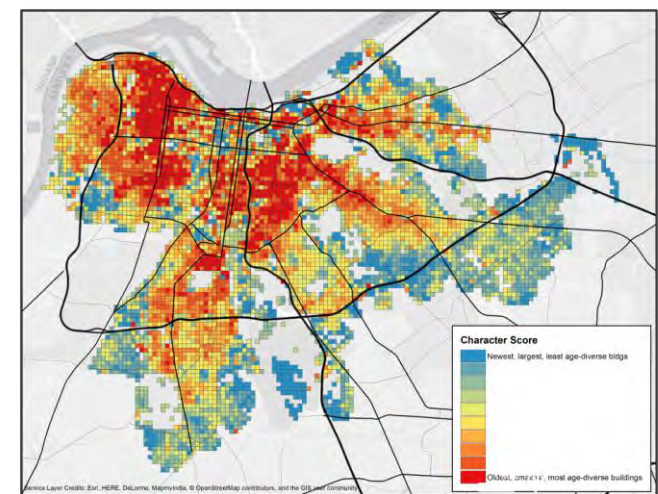 Character Score
Newest, largest, least age-diverse bldgs
Oldest, most age-diverse buildings
Service Layer Credits: Esri, HERE, DeLorme, MapmyIndia, © OpenStreetMap contributors, and the GIS user community